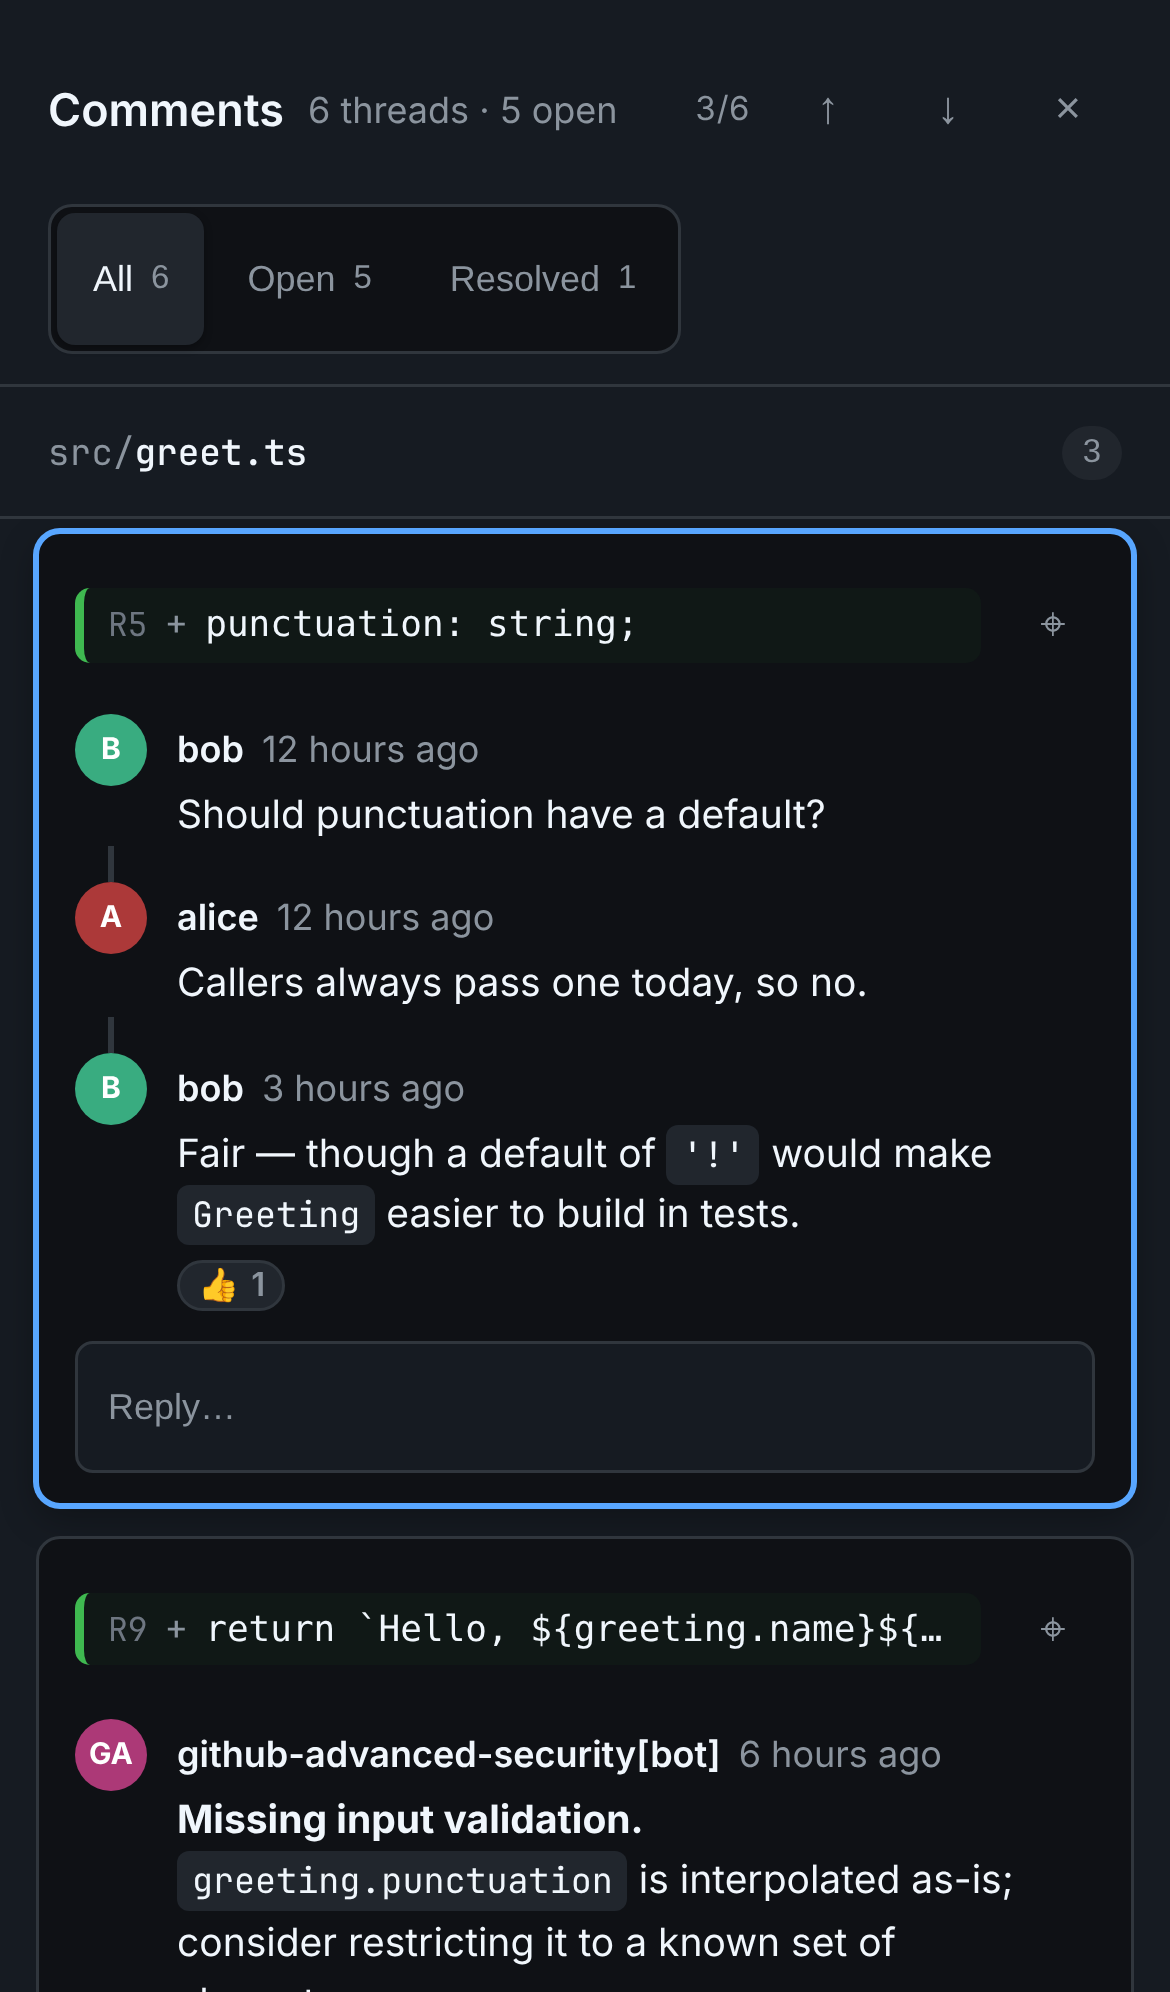 Comments 6 threads · 5 open 3/6 ↑ ↓ ✕
All 6 Open 5 Resolved 1
src/greet.ts 3
R5 + punctuation: string; ⌖
B bob 12 hours ago
Should punctuation have a default?
A alice 12 hours ago
Callers always pass one today, so no.
B bob 3 hours ago
Fair — though a default of '!' would make
Greeting easier to build in tests.
👍 1
Reply…
R9 + return `Hello, ${greeting.name}${… ⌖
GA github-advanced-security[bot] 6 hours ago
Missing input validation.
greeting.punctuation is interpolated as-is;
consider restricting it to a known set of